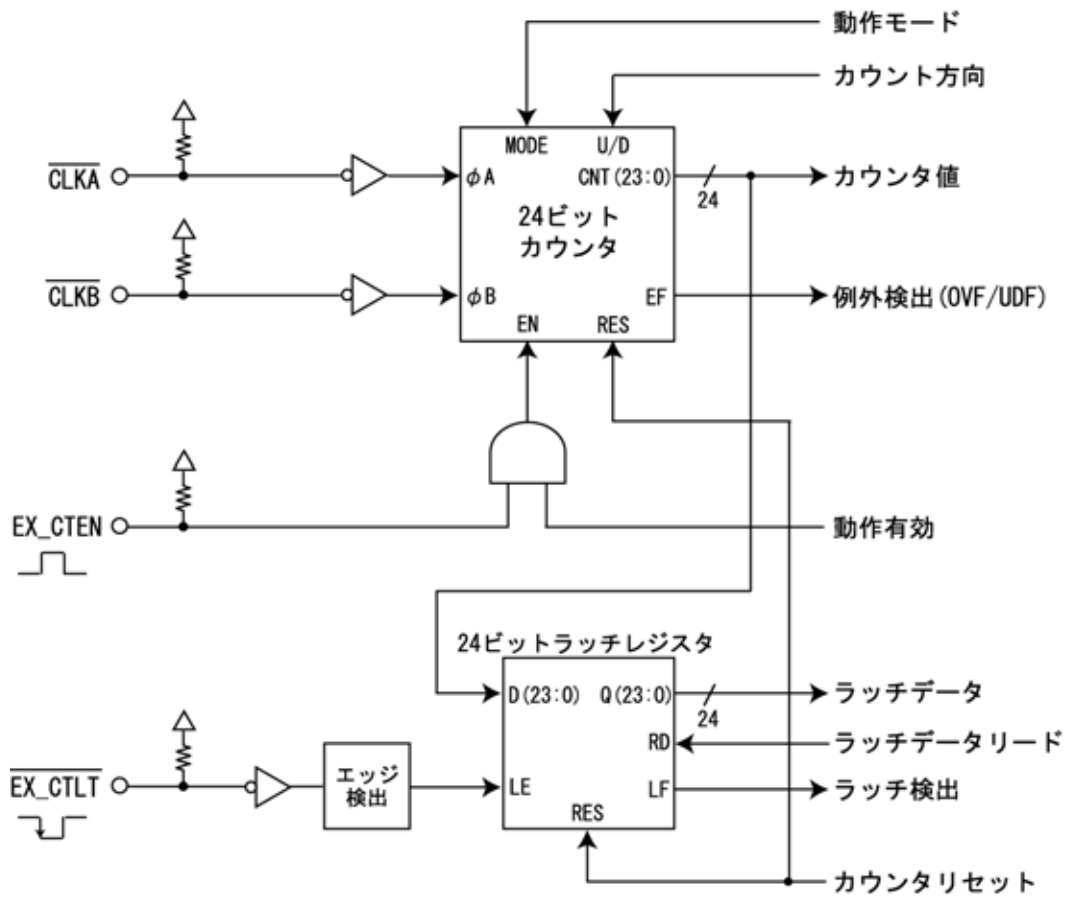 動作モード
カウント方向
MODE
U/D
CLKA
φA
CNT(23:0)
24
カウンタ値
24ビット
カウンタ
CLKB
φB
EF
例外検出(OVF/UDF)
EN
RES
EX_CTEN
動作有効
24ビットラッチレジスタ
D(23:0)
Q(23:0)
24
ラッチデータ
RD
ラッチデータリード
EX_CTLT
エッジ
検出
LE
LF
ラッチ検出
RES
カウンタリセット